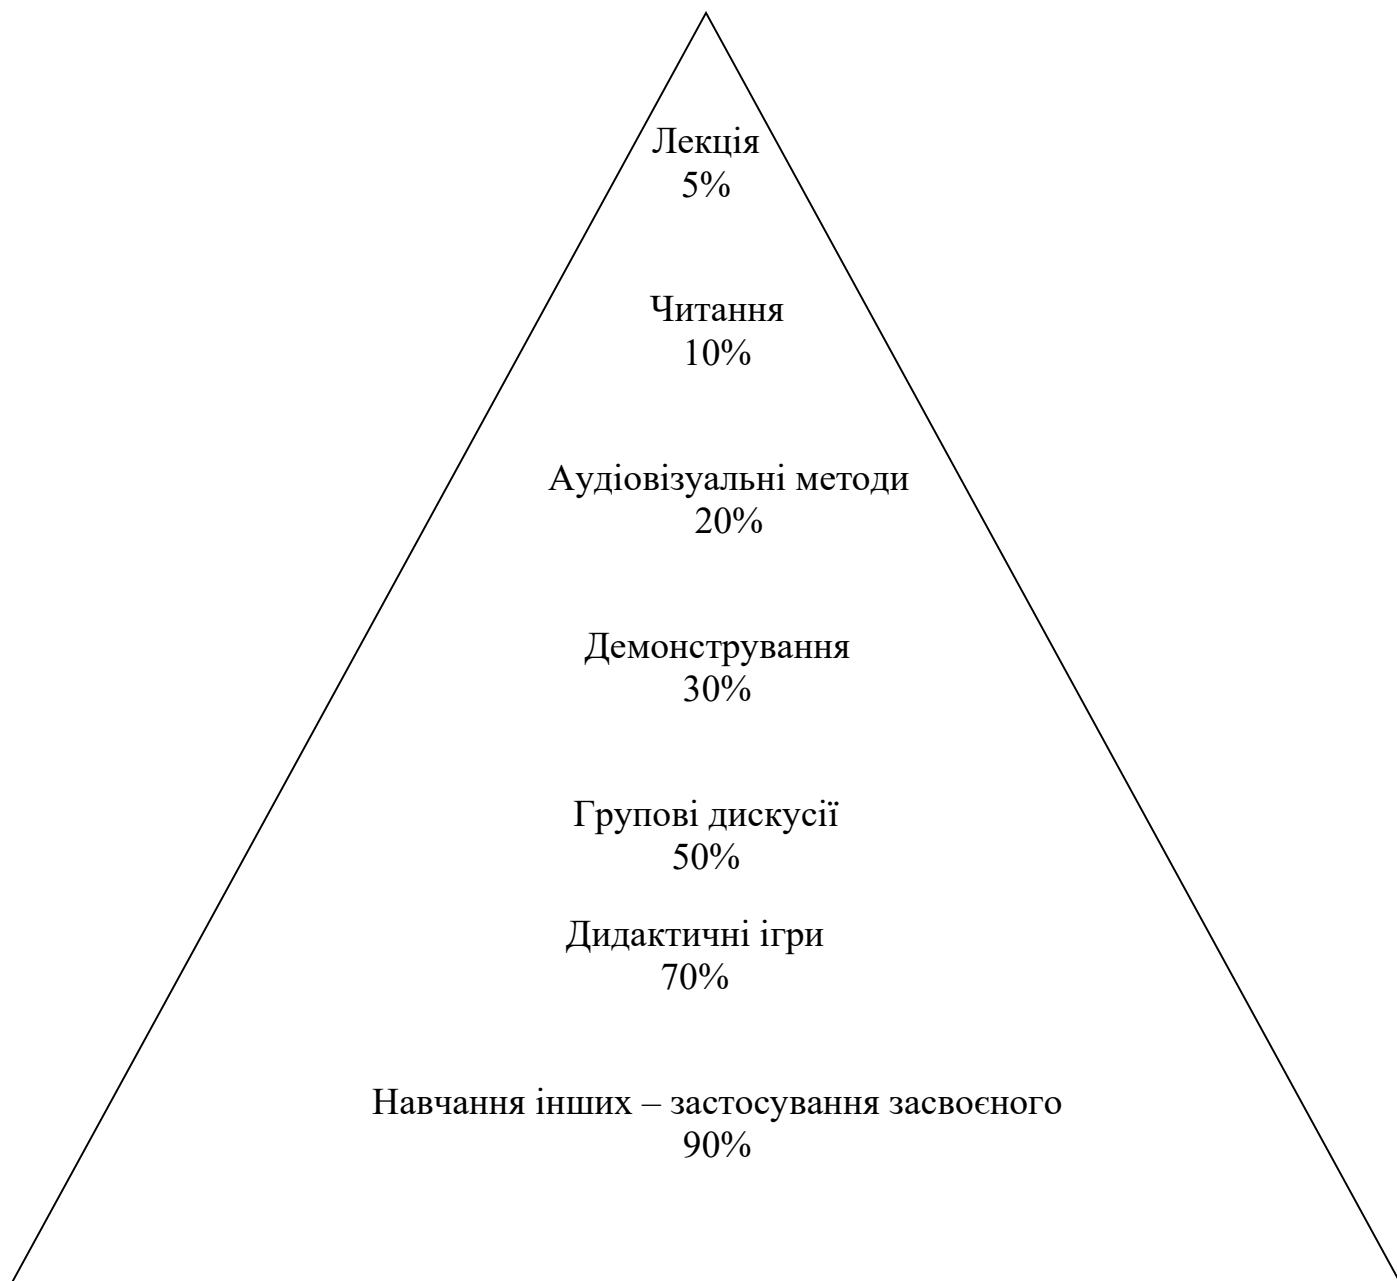 Лекція
5%
Читання
10%
Аудіовізуальні методи
20%
Демонстрування
30%
Групові дискусії
50%
Дидактичні ігри
70%
Навчання інших – застосування засвоєного
90%